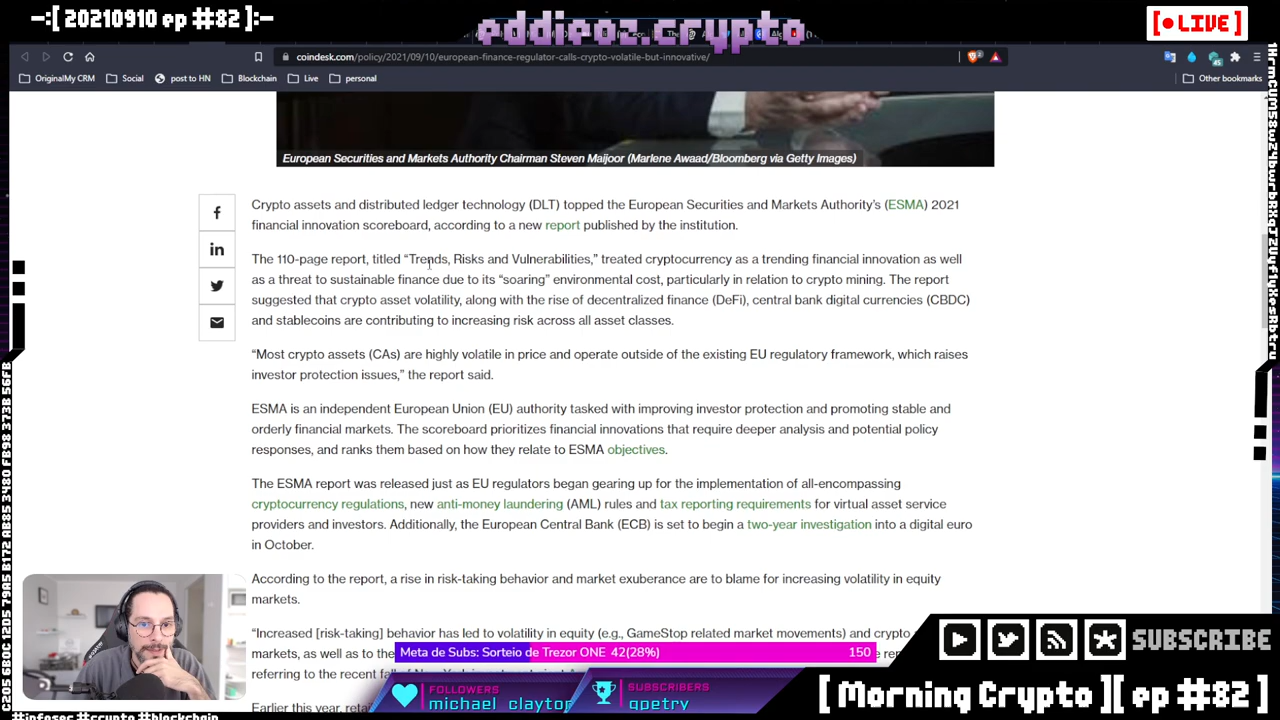 -:[ 20210910 ep #82 ]:-
eddieoz crypto
[● LIVE]
coindesk.com/policy/2021/09/10/european-finance-regulator-calls-crypto-volatile-but-innovative/
OriginalMy CRM
Social
post to HN
Blockchain
Live
personal
Other bookmarks
European Securities and Markets Authority Chairman Steven Maijoor (Marlene Awaad/Bloomberg via Getty Images)
Crypto assets and distributed ledger technology (DLT) topped the European Securities and Markets Authority's (ESMA) 2021
financial innovation scoreboard, according to a new report published by the institution.
The 110-page report, titled “Trends, Risks and Vulnerabilities,” treated cryptocurrency as a trending financial innovation as well
as a threat to sustainable finance due to its “soaring” environmental cost, particularly in relation to crypto mining. The report
suggested that crypto asset volatility, along with the rise of decentralized finance (DeFi), central bank digital currencies (CBDC)
and stablecoins are contributing to increasing risk across all asset classes.
“Most crypto assets (CAs) are highly volatile in price and operate outside of the existing EU regulatory framework, which raises
investor protection issues,” the report said.
ESMA is an independent European Union (EU) authority tasked with improving investor protection and promoting stable and
orderly financial markets. The scoreboard prioritizes financial innovations that require deeper analysis and potential policy
responses, and ranks them based on how they relate to ESMA objectives.
The ESMA report was released just as EU regulators began gearing up for the implementation of all-encompassing
cryptocurrency regulations, new anti-money laundering (AML) rules and tax reporting requirements for virtual asset service
providers and investors. Additionally, the European Central Bank (ECB) is set to begin a two-year investigation into a digital euro
in October.
According to the report, a rise in risk-taking behavior and market exuberance are to blame for increasing volatility in equity
markets.
“Increased [risk-taking] behavior has led to volatility in equity (e.g., GameStop related market movements) and crypto
markets, as well as to the
referring to the recent fall of
Earlier this year, retai
Meta de Subs: Sorteio de Trezor ONE 42(28%)
150
FOLLOWERS
michael_clayton
SUBSCRIBERS
gpetry
SUBSCRIBE
[ Morning Crypto ][ ep #82 ]
#infosec #crypto #blockchain